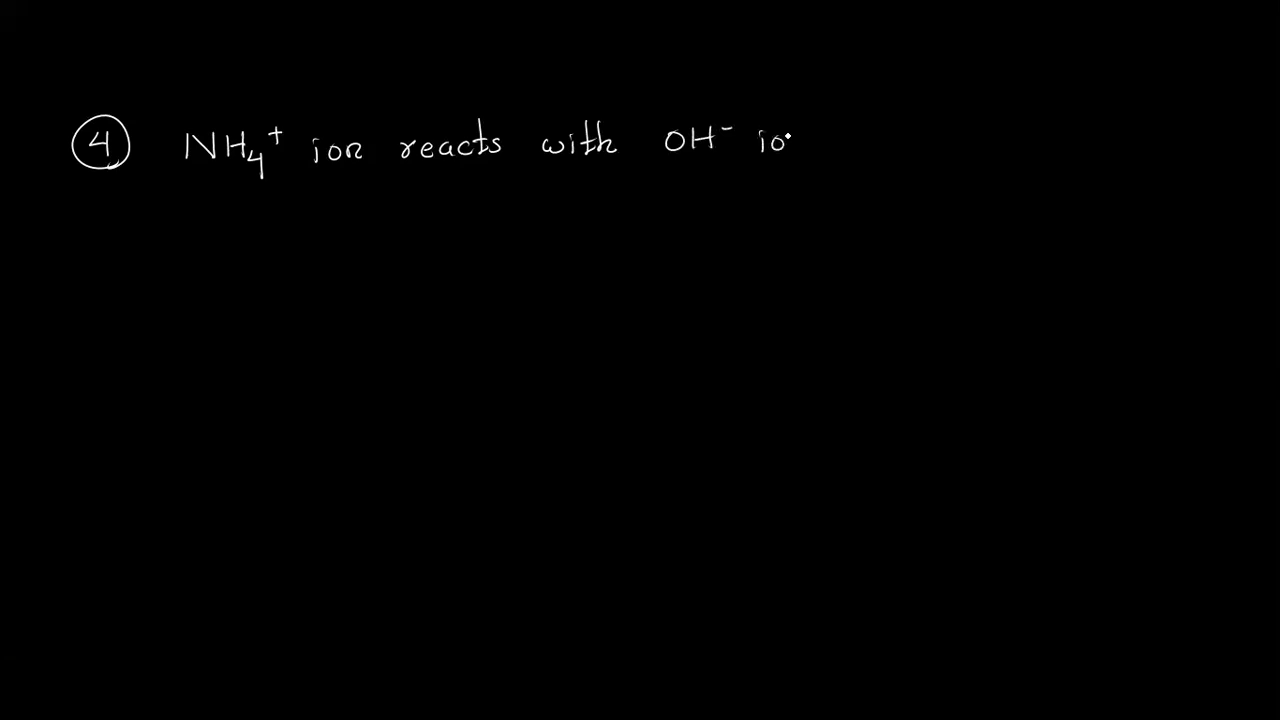 ④ NH₄⁺ ion reacts with OH⁻ io